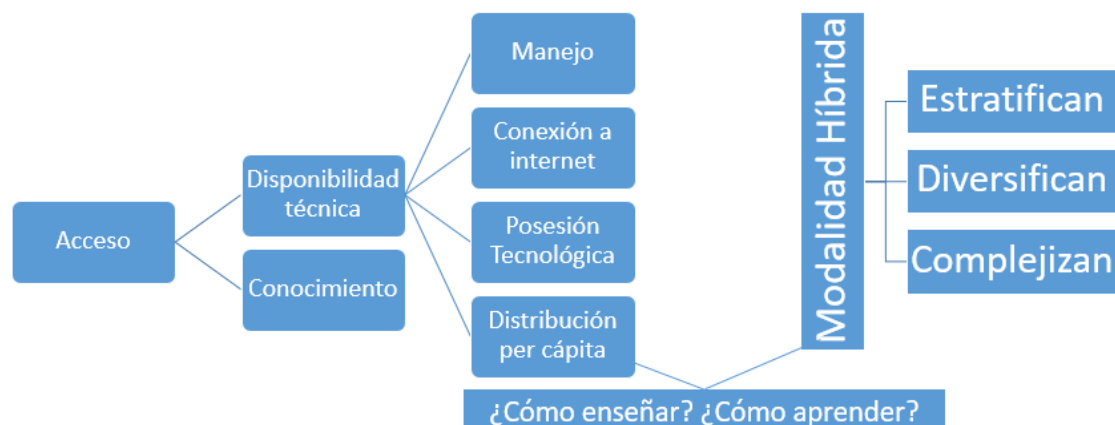 Acceso
Disponibilidad
técnica
Conocimiento
Manejo
Conexión a
internet
Posesión
Tecnológica
Distribución
per cápita
¿Cómo enseñar? ¿Cómo aprender?
Modalidad Híbrida
Estratifican
Diversifican
Complejizan